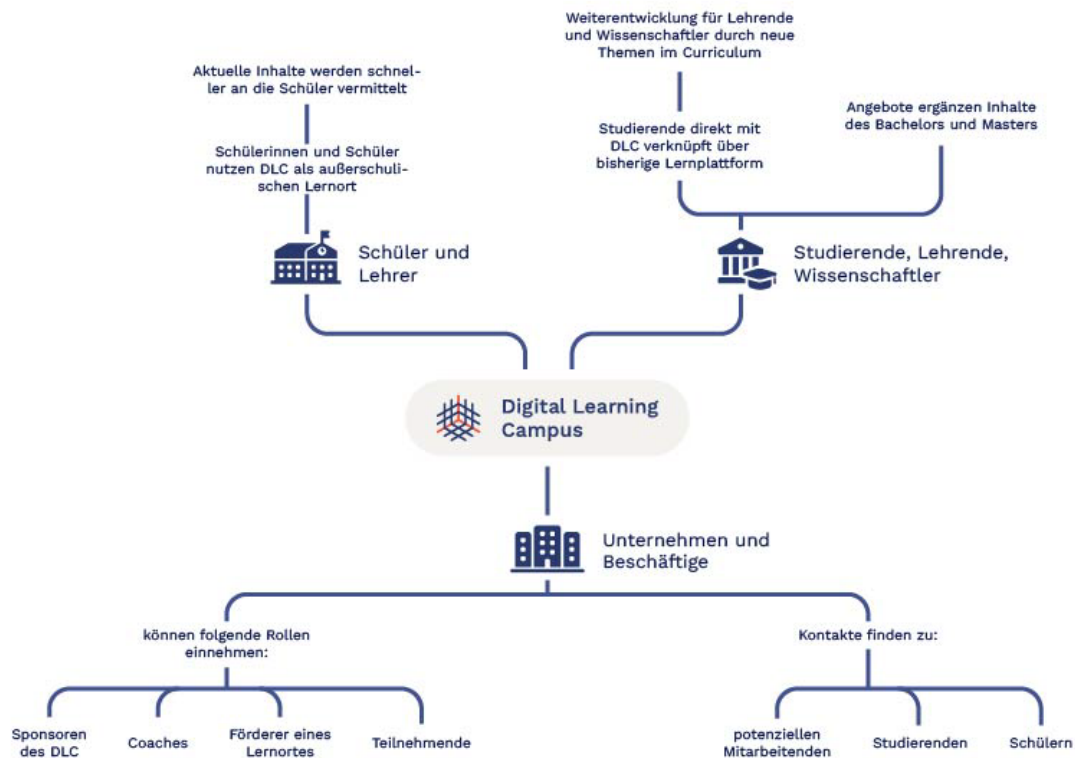 Weiterentwicklung für Lehrende
und Wissenschaftler durch neue
Themen im Curriculum
Aktuelle Inhalte werden schnel-
ler an die Schüler vermittelt
Angebote ergänzen Inhalte
des Bachelors und Masters
Studierende direkt mit
DLC verknüpft über
bisherige Lernplattform
Schülerinnen und Schüler
nutzen DLC als außerschuli-
schen Lernort
Schüler und
Lehrer
Studierende, Lehrende,
Wissenschaftler
Digital Learning
Campus
Unternehmen und
Beschäftige
können folgende Rollen
einnehmen:
Kontakte finden zu:
Sponsoren
des DLC
Coaches
Förderer eines
Lernortes
Teilnehmende
potenziellen
Mitarbeitenden
Studierenden
Schülern